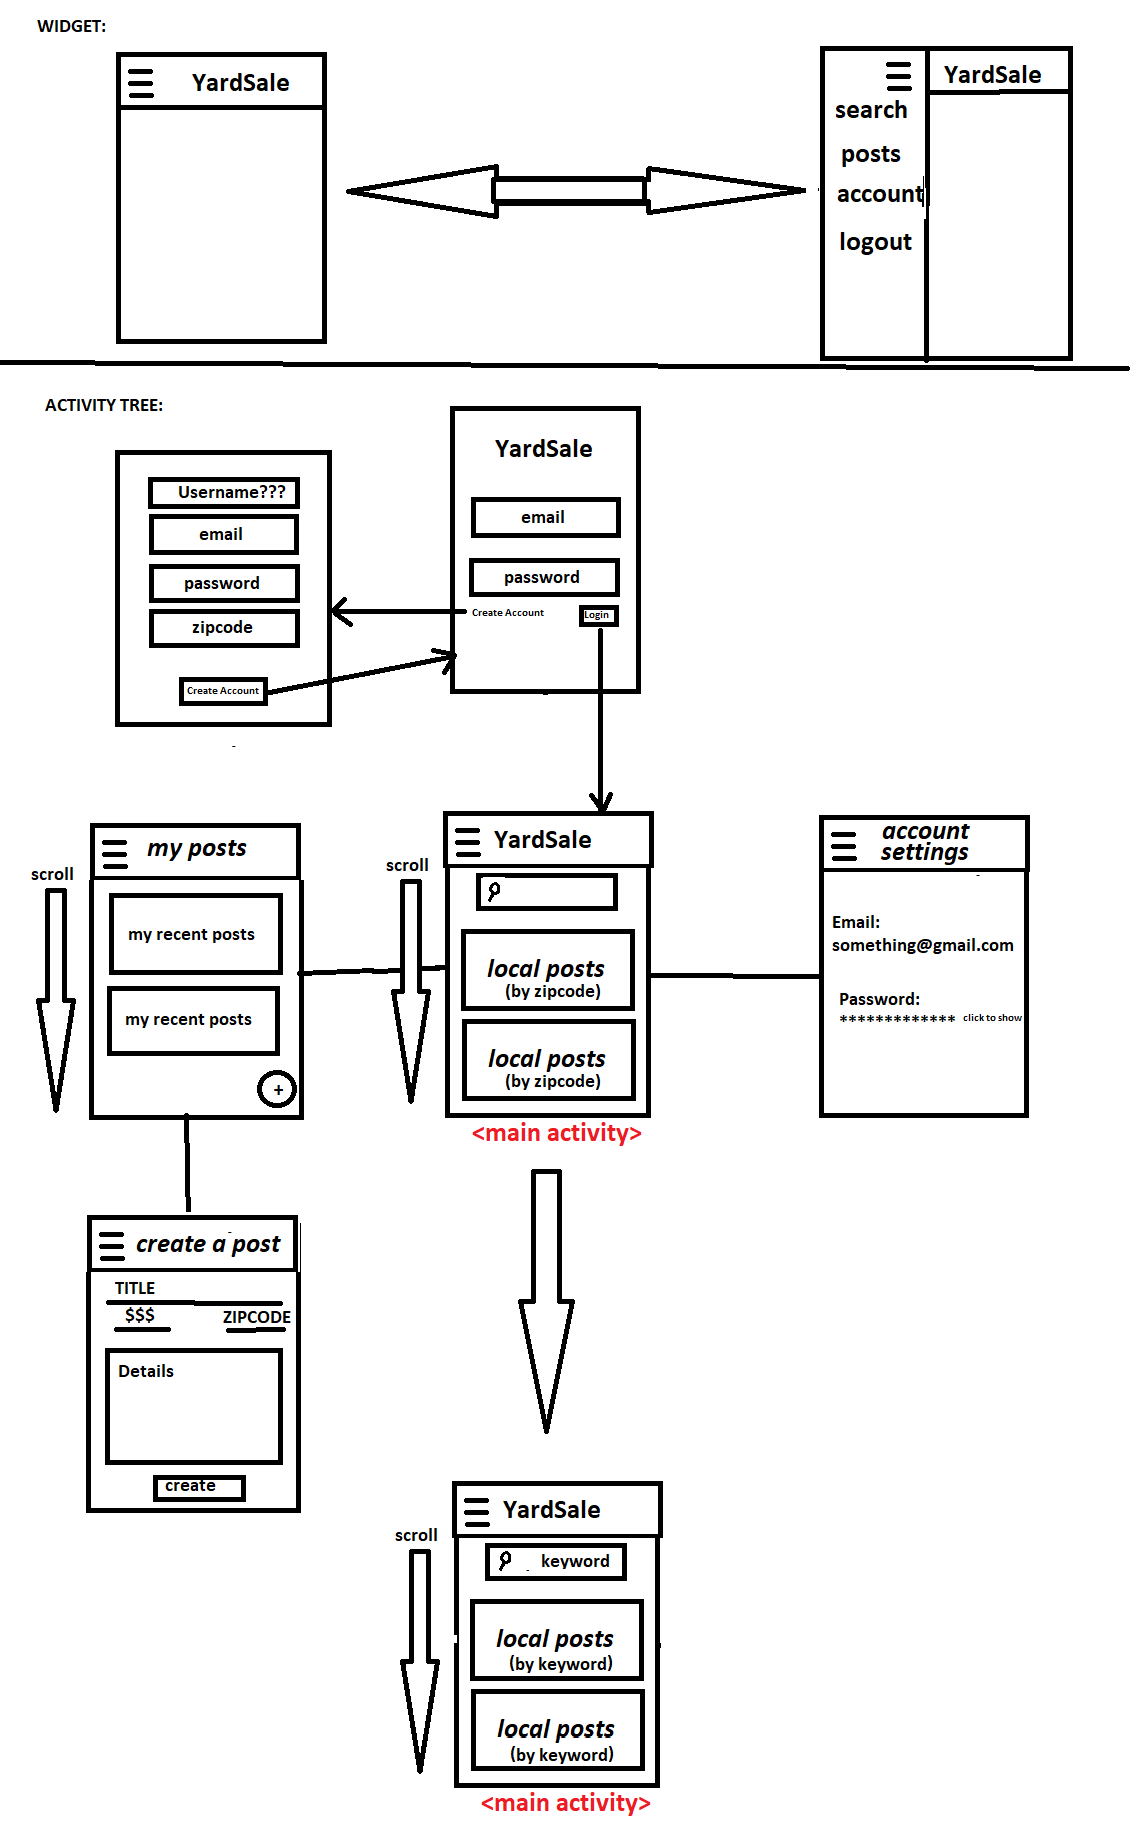 WIDGET:
YardSale
YardSale
search
posts
account
logout
ACTIVITY TREE:
Username???
email
password
zipcode
Create Account
YardSale
email
password
Create Account
Login
scroll
my posts
my recent posts
my recent posts
+
scroll
YardSale
local posts
(by zipcode)
local posts
(by zipcode)
<main activity>
account
settings
Email:
something@gmail.com
Password:
************* click to show
create a post
TITLE
$$$
ZIPCODE
Details
create
scroll
YardSale
keyword
local posts
(by keyword)
local posts
(by keyword)
<main activity>